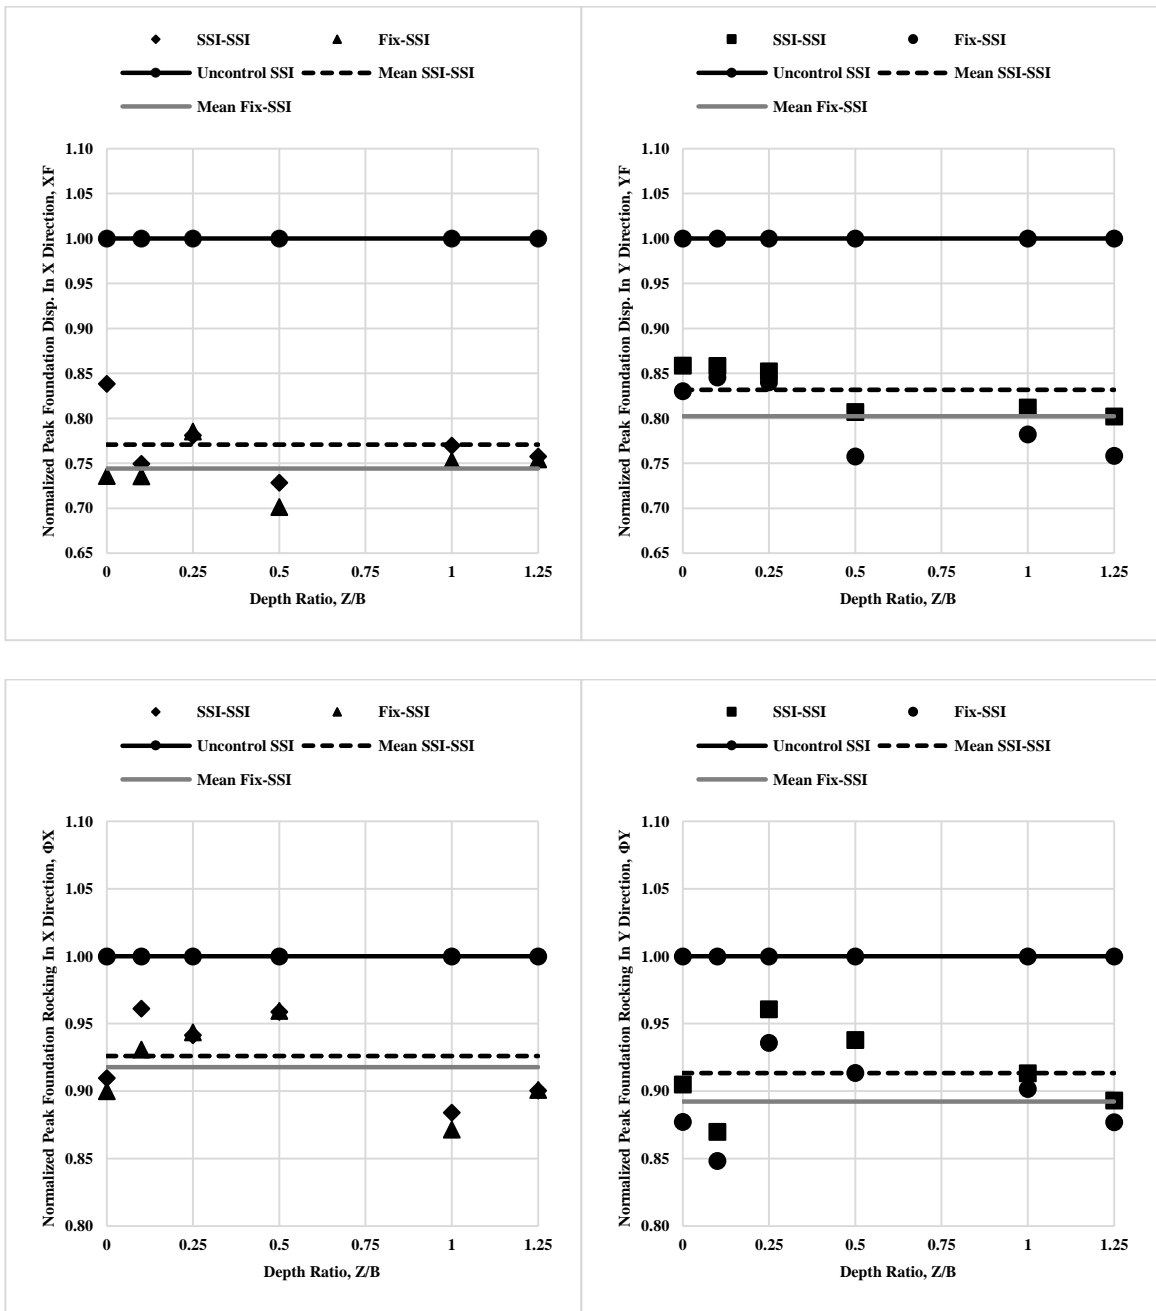 SSI-SSI Fix-SSI
Uncontrol SSI Mean SSI-SSI
Mean Fix-SSI
Normalized Peak Foundation Disp. In X Direction, XF
1.10
1.05
1.00
0.95
0.90
0.85
0.80
0.75
0.70
0.65
0 0.25 0.5 0.75 1 1.25
Depth Ratio, Z/B
SSI-SSI Fix-SSI
Uncontrol SSI Mean SSI-SSI
Mean Fix-SSI
Normalized Peak Foundation Disp. In Y Direction, YF
1.10
1.05
1.00
0.95
0.90
0.85
0.80
0.75
0.70
0.65
0 0.25 0.5 0.75 1 1.25
Depth Ratio, Z/B
SSI-SSI Fix-SSI
Uncontrol SSI Mean SSI-SSI
Mean Fix-SSI
Normalized Peak Foundation Rocking In X Direction, ΦX
1.10
1.05
1.00
0.95
0.90
0.85
0.80
0 0.25 0.5 0.75 1 1.25
Depth Ratio, Z/B
SSI-SSI Fix-SSI
Uncontrol SSI Mean SSI-SSI
Mean Fix-SSI
Normalized Peak Foundation Rocking In Y Direction, ΦY
1.10
1.05
1.00
0.95
0.90
0.85
0.80
0 0.25 0.5 0.75 1 1.25
Depth Ratio, Z/B